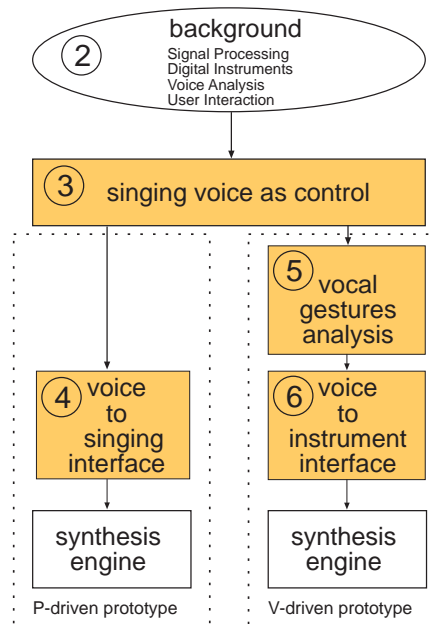 2
background
Signal Processing
Digital Instruments
Voice Analysis
User Interaction
3
singing voice as control
5
vocal
gestures
analysis
4
voice
to
singing
interface
6
voice
to
instrument
interface
synthesis
engine
synthesis
engine
P-driven prototype
V-driven prototype